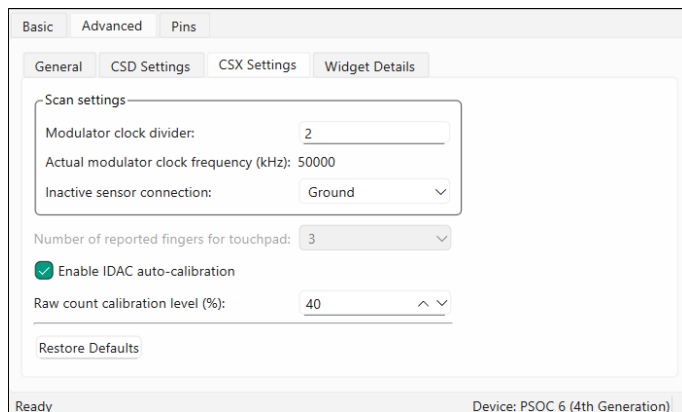 Basic Advanced Pins
General CSD Settings CSX Settings Widget Details
Scan settings
Modulator clock divider: 2
Actual modulator clock frequency (kHz): 50000
Inactive sensor connection: Ground
Number of reported fingers for touchpad: 3
Enable IDAC auto-calibration
Raw count calibration level (%): 40
Restore Defaults
Ready Device: PSOC 6 (4th Generation)